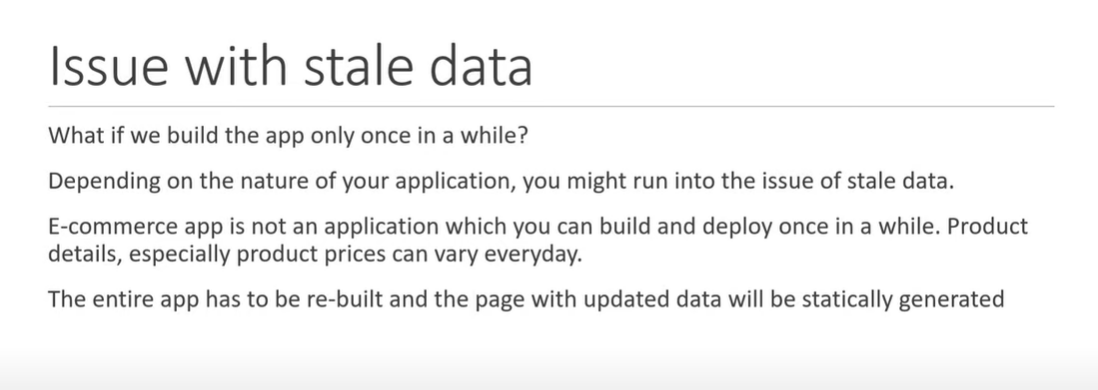 Issue with stale data
What if we build the app only once in a while?
Depending on the nature of your application, you might run into the issue of stale data.
E-commerce app is not an application which you can build and deploy once in a while. Product
details, especially product prices can vary everyday.
The entire app has to be re-built and the page with updated data will be statically generated